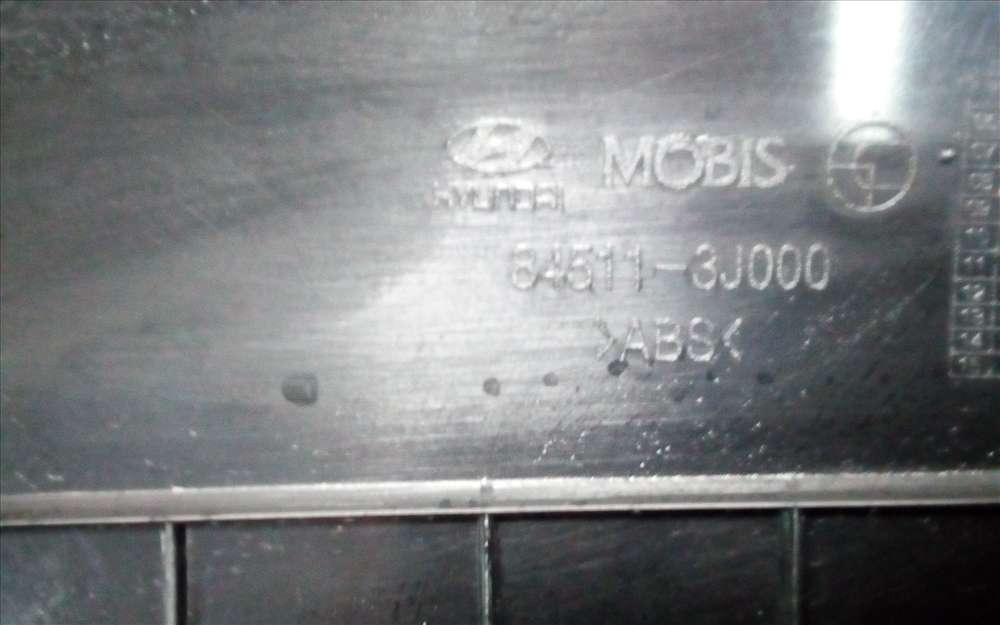 HYUNDAI
MOBIS
84511-3J000
>ABS<